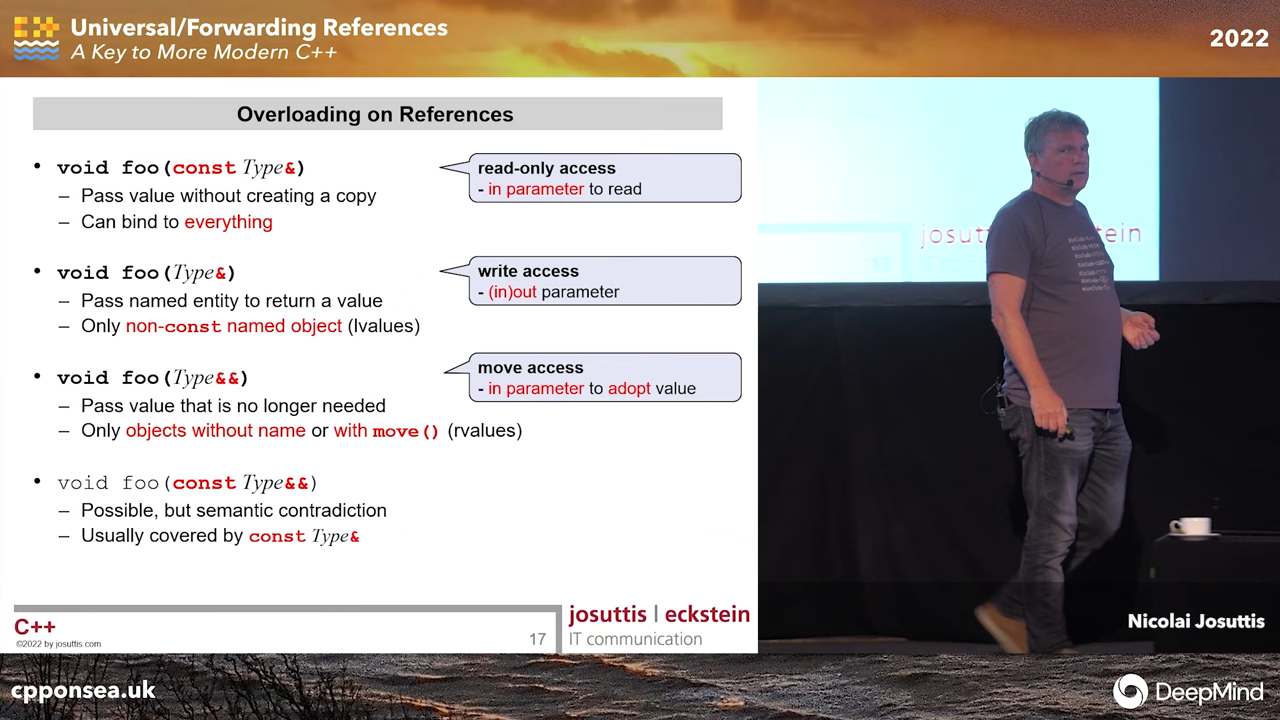 Universal/Forwarding References
A Key to More Modern C++
2022
Overloading on References
• void foo(const Type&)
– Pass value without creating a copy
– Can bind to everything
read-only access
- in parameter to read
• void foo(Type&)
– Pass named entity to return a value
– Only non-const named object (lvalues)
write access
- (in)out parameter
• void foo(Type&&)
– Pass value that is no longer needed
– Only objects without name or with move() (rvalues)
move access
- in parameter to adopt value
• void foo(const Type&&)
– Possible, but semantic contradiction
– Usually covered by const Type&
C++
©2022 by josuttis.com
17
josuttis | eckstein
IT communication
Nicolai Josuttis
cpponsea.uk
DeepMind